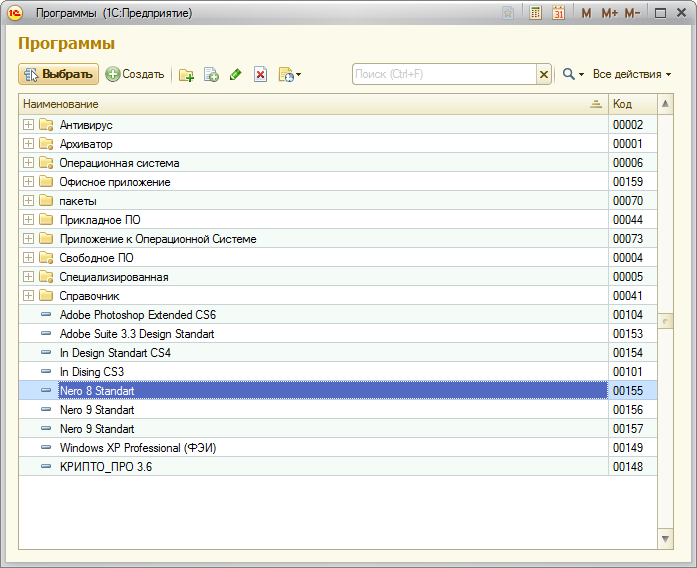 Программы (1С:Предприятие)
M M+ M-
31
Программы
Выбрать Создать Поиск (Ctrl+F) Все действия
Наименование Код
Антивирус 00002
Архиватор 00001
Операционная система 00006
Офисное приложение 00159
пакеты 00070
Прикладное ПО 00044
Приложение к Операционной Системе 00073
Свободное ПО 00004
Специализированная 00005
Справочник 00041
Adobe Photoshop Extended CS6 00104
Adobe Suite 3.3 Design Standart 00153
In Design Standart CS4 00154
In Dising CS3 00101
Nero 8 Standart 00155
Nero 9 Standart 00156
Nero 9 Standart 00157
Windows XP Professional (ФЭИ) 00149
КРИПТО_ПРО 3.6 00148